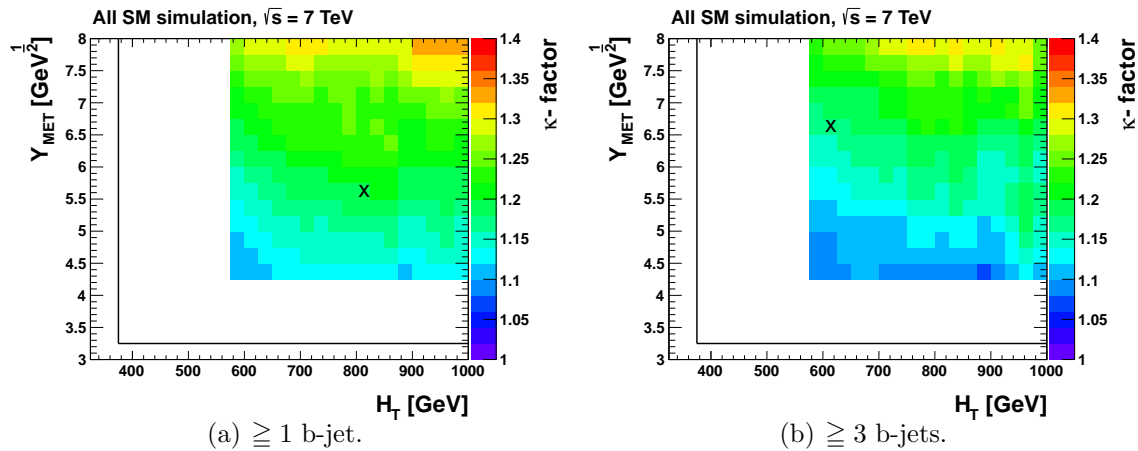 All SM simulation, √s = 7 TeV
Y_MET [GeV^½]
8
7.5
7
6.5
6
5.5
5
4.5
4
3.5
3
400 500 600 700 800 900 1000
H_T [GeV]
x
1.4
1.35
1.3
1.25
1.2
1.15
1.1
1.05
1
κ- factor
(a) ≧ 1 b-jet.
All SM simulation, √s = 7 TeV
Y_MET [GeV^½]
8
7.5
7
6.5
6
5.5
5
4.5
4
3.5
3
400 500 600 700 800 900 1000
H_T [GeV]
x
1.4
1.35
1.3
1.25
1.2
1.15
1.1
1.05
1
κ- factor
(b) ≧ 3 b-jets.